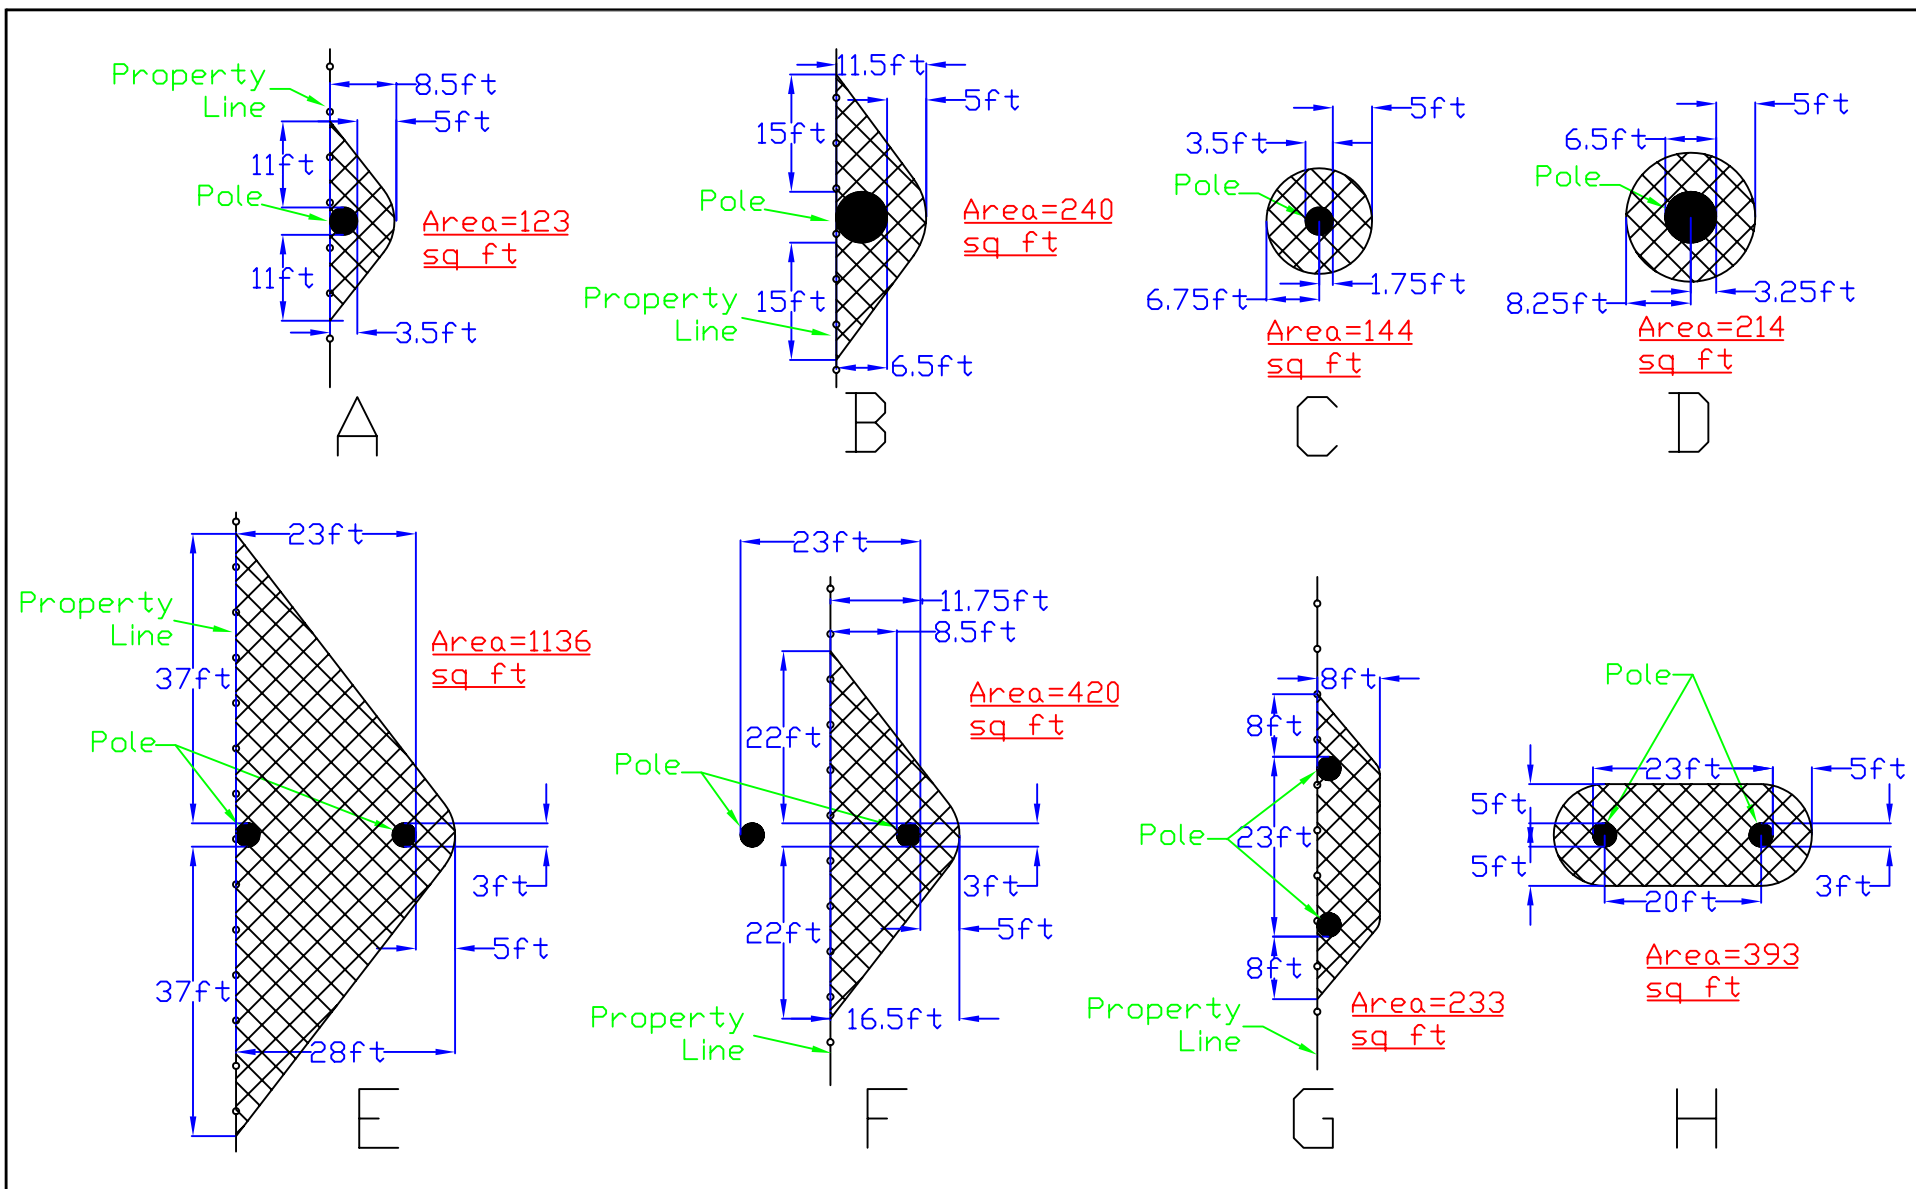 Property
Line
8.5ft
5ft
11ft
Pole
11ft
3.5ft
Area=123
sq ft
A
11.5ft
5ft
15ft
Pole
15ft
Property
Line
6.5ft
Area=240
sq ft
B
5ft
3.5ft
Pole
6.75ft
1.75ft
Area=144
sq ft
C
5ft
6.5ft
Pole
8.25ft
3.25ft
Area=214
sq ft
D
23ft
Property
Line
37ft
Pole
37ft
3ft
5ft
28ft
Area=1136
sq ft
E
23ft
11.75ft
8.5ft
22ft
Pole
22ft
3ft
5ft
16.5ft
Property
Line
Area=420
sq ft
F
8ft
8ft
Pole
23ft
8ft
Property
Line
Area=233
sq ft
G
Pole
23ft
5ft
5ft
5ft
3ft
20ft
Area=393
sq ft
H